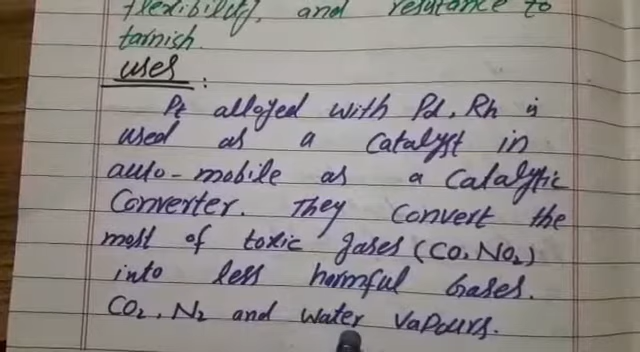 flexibility, and resistance to
tarnish.
uses :
Pt alloyed with Pd, Rh is
used as a catalyst in
auto-mobile as a Catalytic
Converter. They convert the
most of toxic gases (CO, NO2)
into less harmful Gases.
CO2, N2 and water vapours.